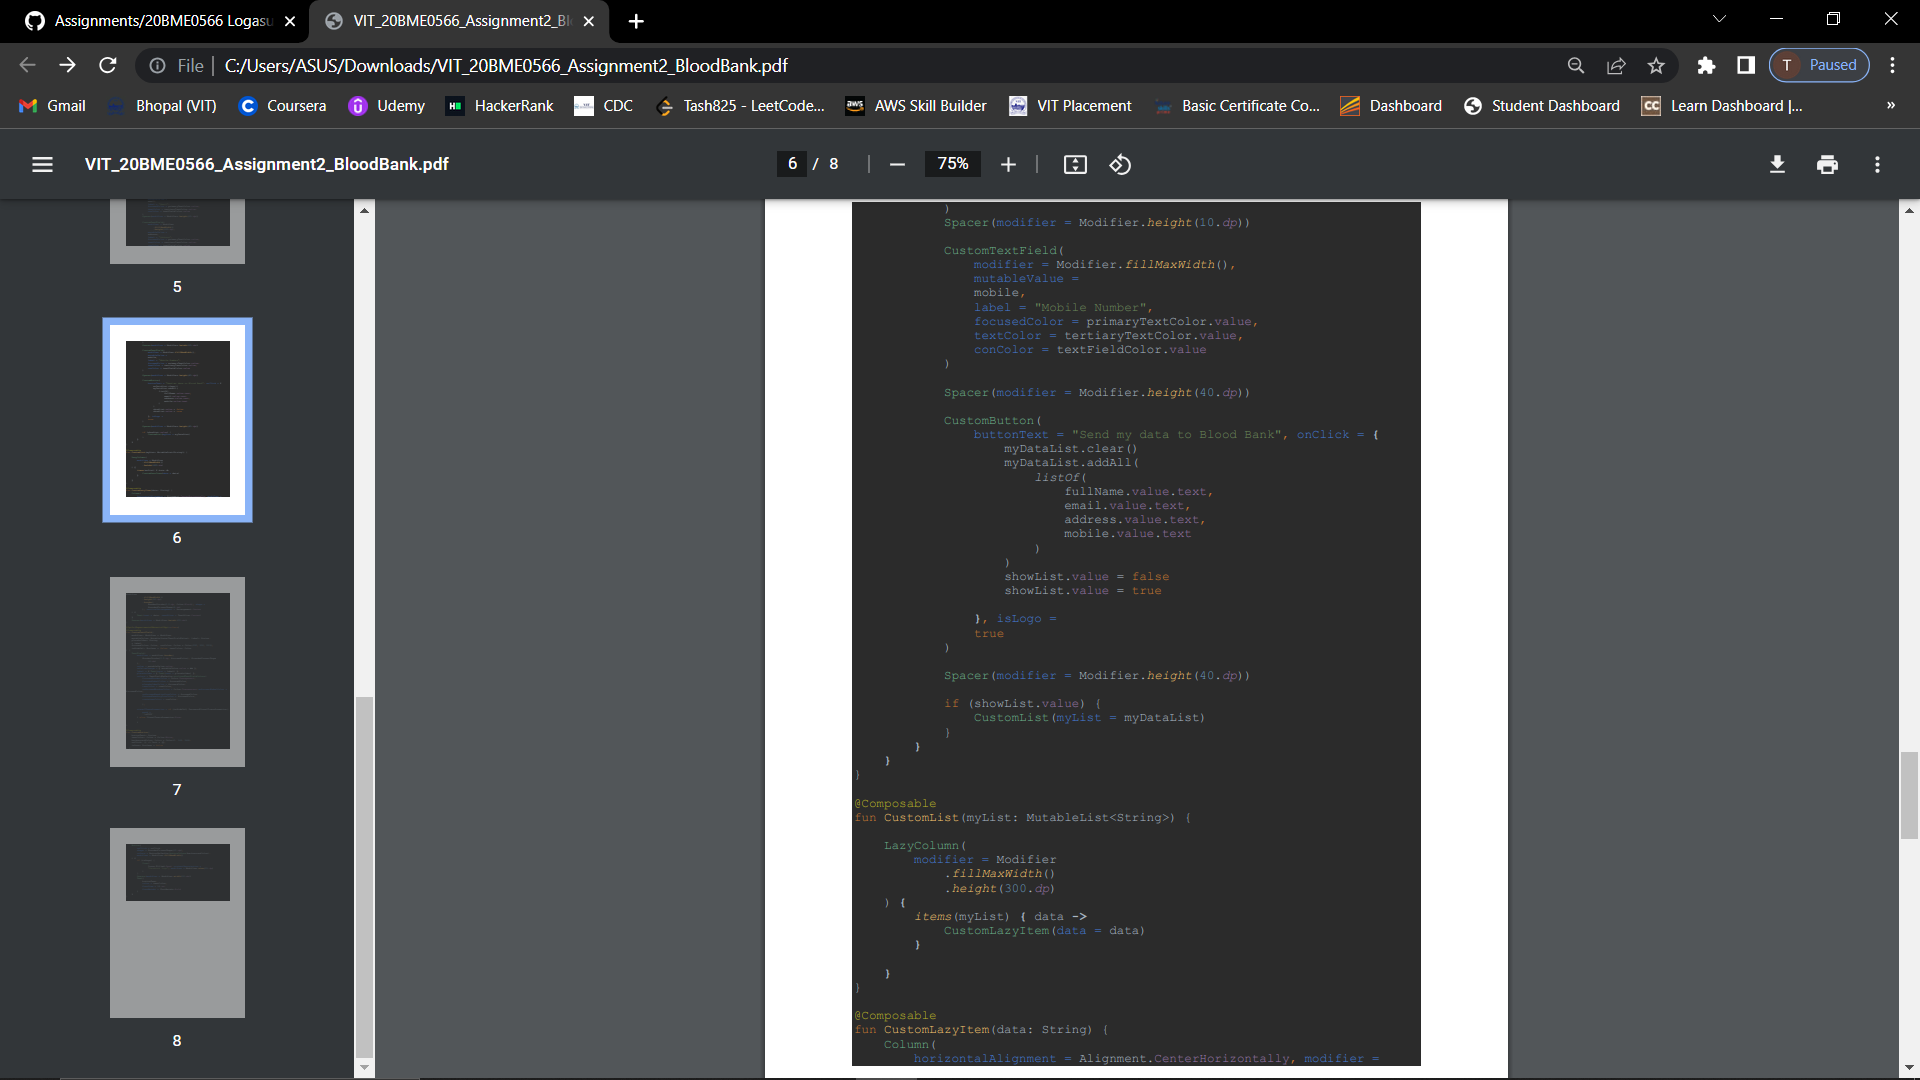 Assignments/20BME0566 Logasu
VIT_20BME0566_Assignment2_Bl
File
C:/Users/ASUS/Downloads/VIT_20BME0566_Assignment2_BloodBank.pdf
T Paused
Gmail Bhopal (VIT) Coursera Udemy HackerRank CDC Tash825 - LeetCode... AWS Skill Builder VIT Placement Basic Certificate Co... Dashboard Student Dashboard Learn Dashboard |... »
VIT_20BME0566_Assignment2_BloodBank.pdf
6 / 8
75%
5
6
7
8
)
Spacer(modifier = Modifier.height(10.dp))
CustomTextField(
modifier = Modifier.fillMaxWidth(),
mutableValue =
mobile,
label = "Mobile Number",
focusedColor = primaryTextColor.value,
textColor = tertiaryTextColor.value,
conColor = textFieldColor.value
)
Spacer(modifier = Modifier.height(40.dp))
CustomButton(
buttonText = "Send my data to Blood Bank", onClick = {
myDataList.clear()
myDataList.addAll(
listOf(
fullName.value.text,
email.value.text,
address.value.text,
mobile.value.text
)
)
showList.value = false
showList.value = true
}, isLogo =
true
)
Spacer(modifier = Modifier.height(40.dp))
if (showList.value) {
CustomList(myList = myDataList)
}
}
}
}
@Composable
fun CustomList(myList: MutableList<String>) {
LazyColumn(
modifier = Modifier
.fillMaxWidth()
.height(300.dp)
) {
items(myList) { data ->
CustomLazyItem(data = data)
}
}
}
@Composable
fun CustomLazyItem(data: String) {
Column(
horizontalAlignment = Alignment.CenterHorizontally, modifier =